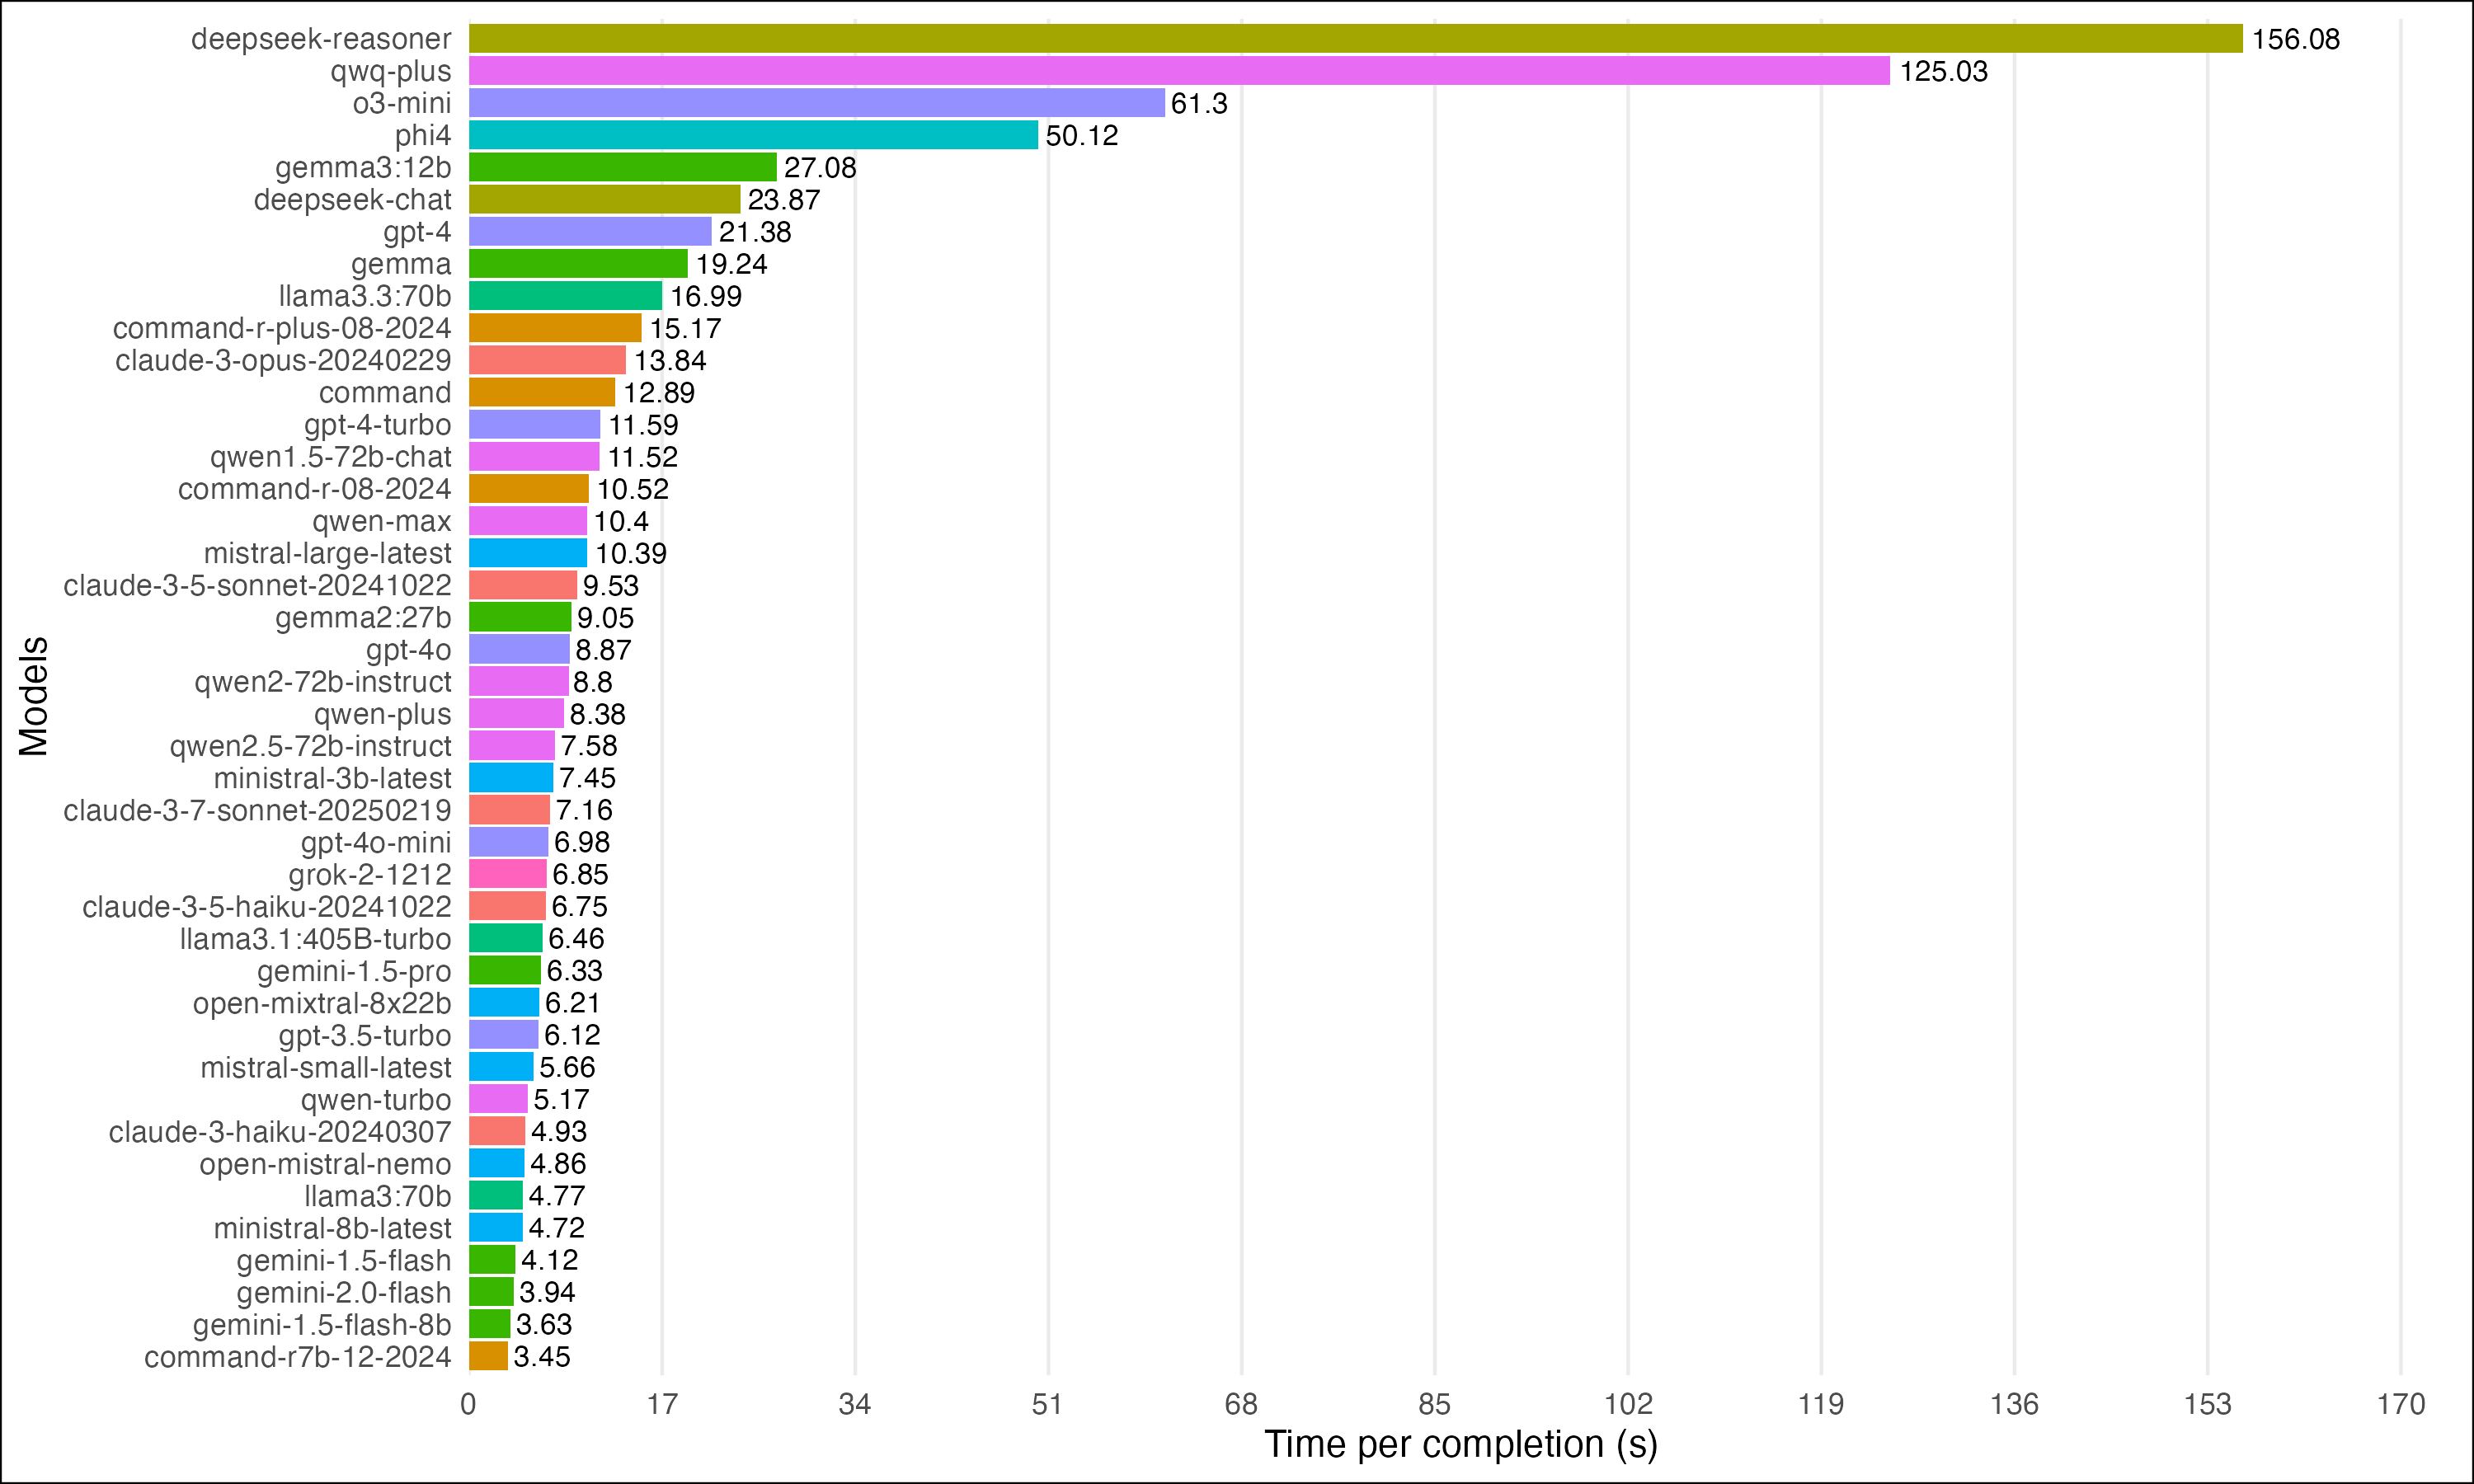 deepseek-reasoner 156.08
qwq-plus 125.03
o3-mini 61.3
phi4 50.12
gemma3:12b 27.08
deepseek-chat 23.87
gpt-4 21.38
gemma 19.24
llama3.3:70b 16.99
command-r-plus-08-2024 15.17
claude-3-opus-20240229 13.84
command 12.89
gpt-4-turbo 11.59
qwen1.5-72b-chat 11.52
command-r-08-2024 10.52
qwen-max 10.4
mistral-large-latest 10.39
claude-3-5-sonnet-20241022 9.53
gemma2:27b 9.05
gpt-4o 8.87
qwen2-72b-instruct 8.8
qwen-plus 8.38
qwen2.5-72b-instruct 7.58
ministral-3b-latest 7.45
claude-3-7-sonnet-20250219 7.16
gpt-4o-mini 6.98
grok-2-1212 6.85
claude-3-5-haiku-20241022 6.75
llama3.1:405B-turbo 6.46
gemini-1.5-pro 6.33
open-mixtral-8x22b 6.21
gpt-3.5-turbo 6.12
mistral-small-latest 5.66
qwen-turbo 5.17
claude-3-haiku-20240307 4.93
open-mistral-nemo 4.86
llama3:70b 4.77
ministral-8b-latest 4.72
gemini-1.5-flash 4.12
gemini-2.0-flash 3.94
gemini-1.5-flash-8b 3.63
command-r7b-12-2024 3.45
Models
0 17 34 51 68 85 102 119 136 153 170
Time per completion (s)